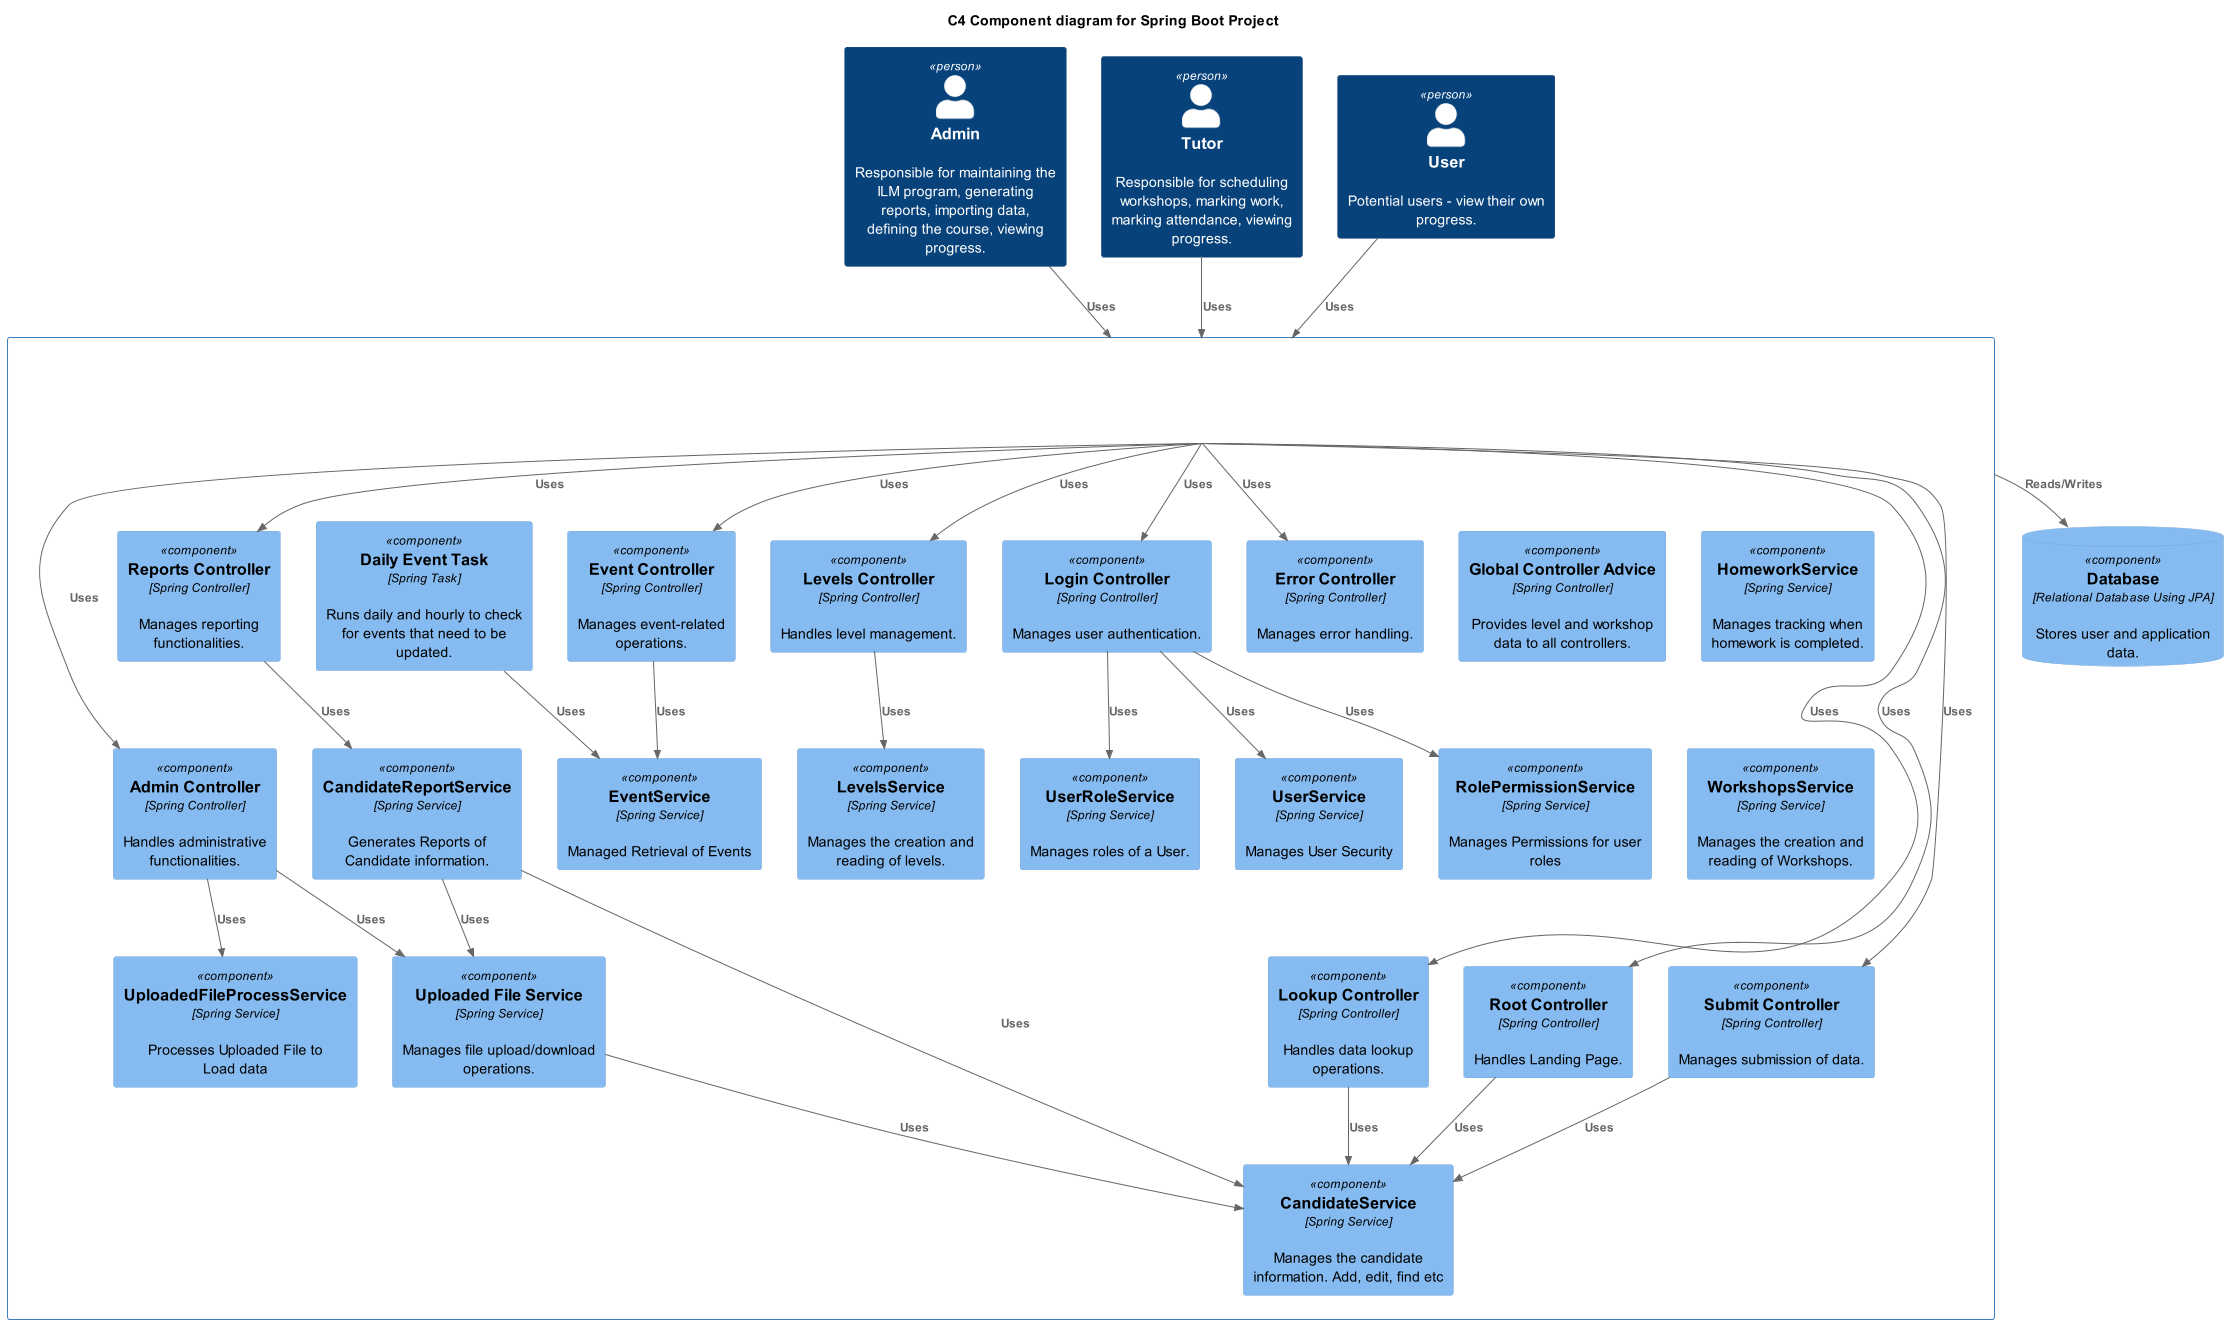 C4 Component diagram for Spring Boot Project
«person»
Admin
Responsible for maintaining the
ILM program, generating
reports, importing data,
defining the course, viewing
progress.
«person»
Tutor
Responsible for scheduling
workshops, marking work,
marking attendance, viewing
progress.
«person»
User
Potential users - view their own
progress.
Uses
Uses
Uses
Uses
Uses
Uses
Uses
Uses
Reads/Writes
«component»
Reports Controller
[Spring Controller]
Manages reporting
functionalities.
«component»
Daily Event Task
[Spring Task]
Runs daily and hourly to check
for events that need to be
updated.
«component»
Event Controller
[Spring Controller]
Manages event-related
operations.
«component»
Levels Controller
[Spring Controller]
Handles level management.
«component»
Login Controller
[Spring Controller]
Manages user authentication.
«component»
Error Controller
[Spring Controller]
Manages error handling.
«component»
Global Controller Advice
[Spring Controller]
Provides level and workshop
data to all controllers.
«component»
HomeworkService
[Spring Service]
Manages tracking when
homework is completed.
«component»
Database
[Relational Database Using JPA]
Stores user and application
data.
Uses
Uses
Uses
Uses
Uses
Uses
Uses
Uses
Uses
Uses
Uses
«component»
Admin Controller
[Spring Controller]
Handles administrative
functionalities.
«component»
CandidateReportService
[Spring Service]
Generates Reports of
Candidate information.
«component»
EventService
[Spring Service]
Managed Retrieval of Events
«component»
LevelsService
[Spring Service]
Manages the creation and
reading of levels.
«component»
UserRoleService
[Spring Service]
Manages roles of a User.
«component»
UserService
[Spring Service]
Manages User Security
«component»
RolePermissionService
[Spring Service]
Manages Permissions for user
roles
«component»
WorkshopsService
[Spring Service]
Manages the creation and
reading of Workshops.
Uses
Uses
Uses
«component»
UploadedFileProcessService
[Spring Service]
Processes Uploaded File to
Load data
«component»
Uploaded File Service
[Spring Service]
Manages file upload/download
operations.
Uses
«component»
Lookup Controller
[Spring Controller]
Handles data lookup
operations.
«component»
Root Controller
[Spring Controller]
Handles Landing Page.
«component»
Submit Controller
[Spring Controller]
Manages submission of data.
Uses
Uses
Uses
Uses
«component»
CandidateService
[Spring Service]
Manages the candidate
information. Add, edit, find etc